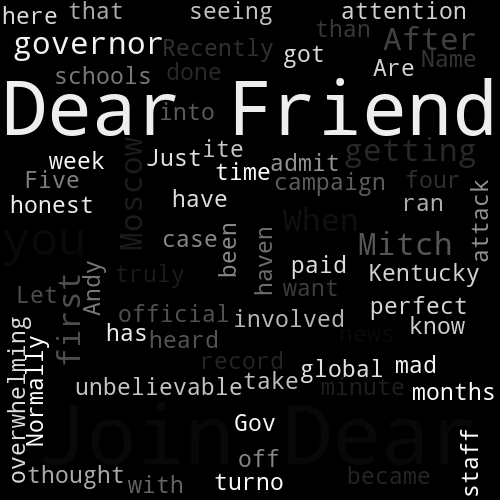 here that seeing attention
governor Recently than After
got Name
schools done Are
Dear Friend
into
week Just ite getting
Five time admit
campaign four
honest have ran
Moscow When attack
you case been haven Mitch
paid Kentucky
Andy truly want
Let first official involved perfect
has heard news know
record
overwhelming Normally global mad
unbelievable take minute months
Join Dear
Gov
off staff
thought with turno became